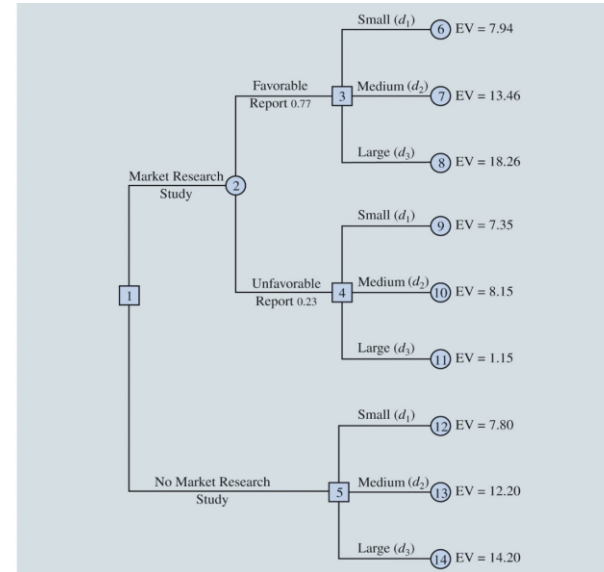 Small (d₁)
6 EV = 7.94
Favorable
Report 0.77
3
Medium (d₂)
7 EV = 13.46
Large (d₃)
8 EV = 18.26
Market Research
Study
2
Small (d₁)
9 EV = 7.35
Unfavorable
Report 0.23
4
Medium (d₂)
10 EV = 8.15
1
Large (d₃)
11 EV = 1.15
Small (d₁)
12 EV = 7.80
No Market Research
Study
5
Medium (d₂)
13 EV = 12.20
Large (d₃)
14 EV = 14.20